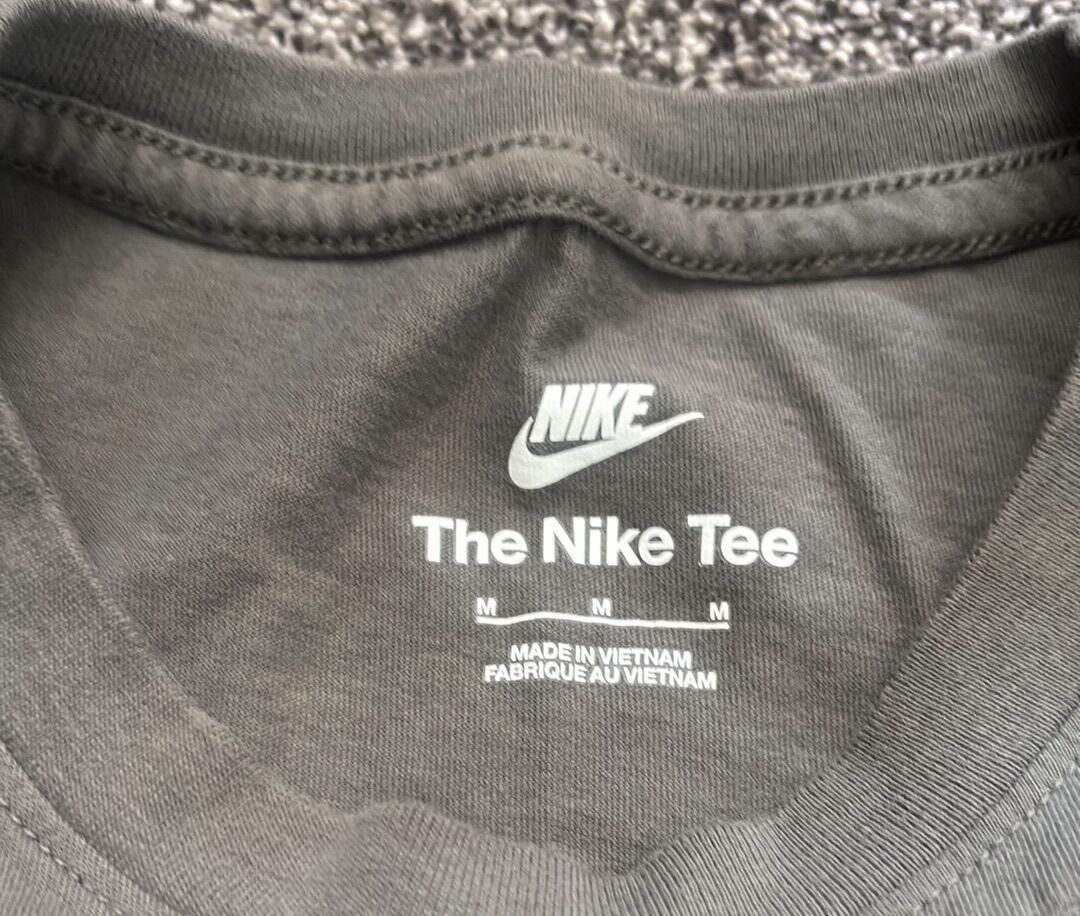 NIKE
The Nike Tee
M M M
MADE IN VIETNAM
FABRIQUE AU VIETNAM